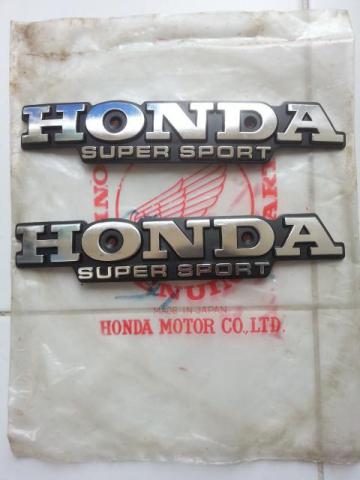 HONDA
SUPER SPORT
HONDA
SUPER SPORT
MADE IN JAPAN
HONDA MOTOR CO.,LTD.